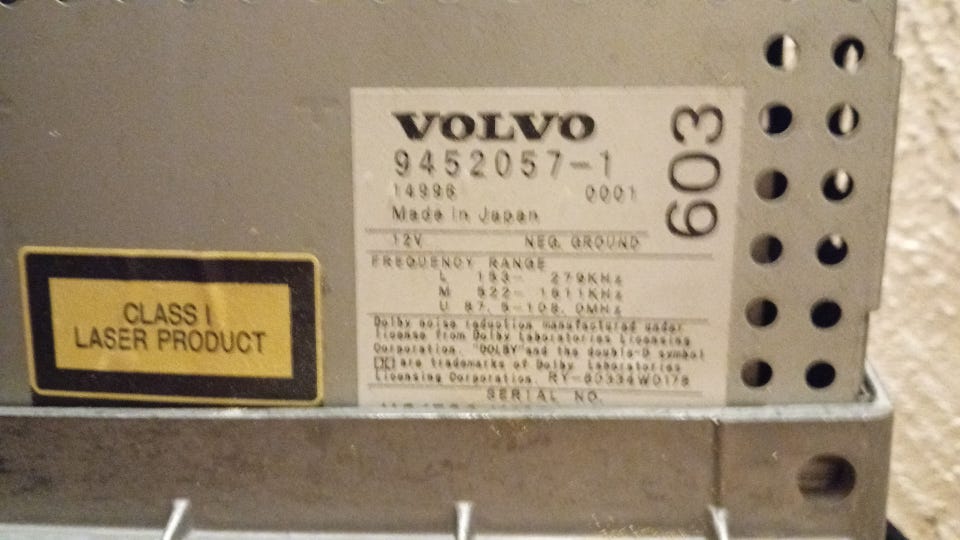 VOLVO
9452057-1
14996 0001
Made in Japan
603
12V NEG. GROUND
FREQUENCY RANGE
L 153- 279KHz
M 522- 1611KHz
U 87.5-108.0MHz
Dolby noise reduction manufactured under
license from Dolby Laboratories Licensing
Corporation. "DOLBY" and the double-D symbol
are trademarks of Dolby Laboratories
Licensing Corporation. RY-60334W0178
SERIAL NO.
CLASS I
LASER PRODUCT